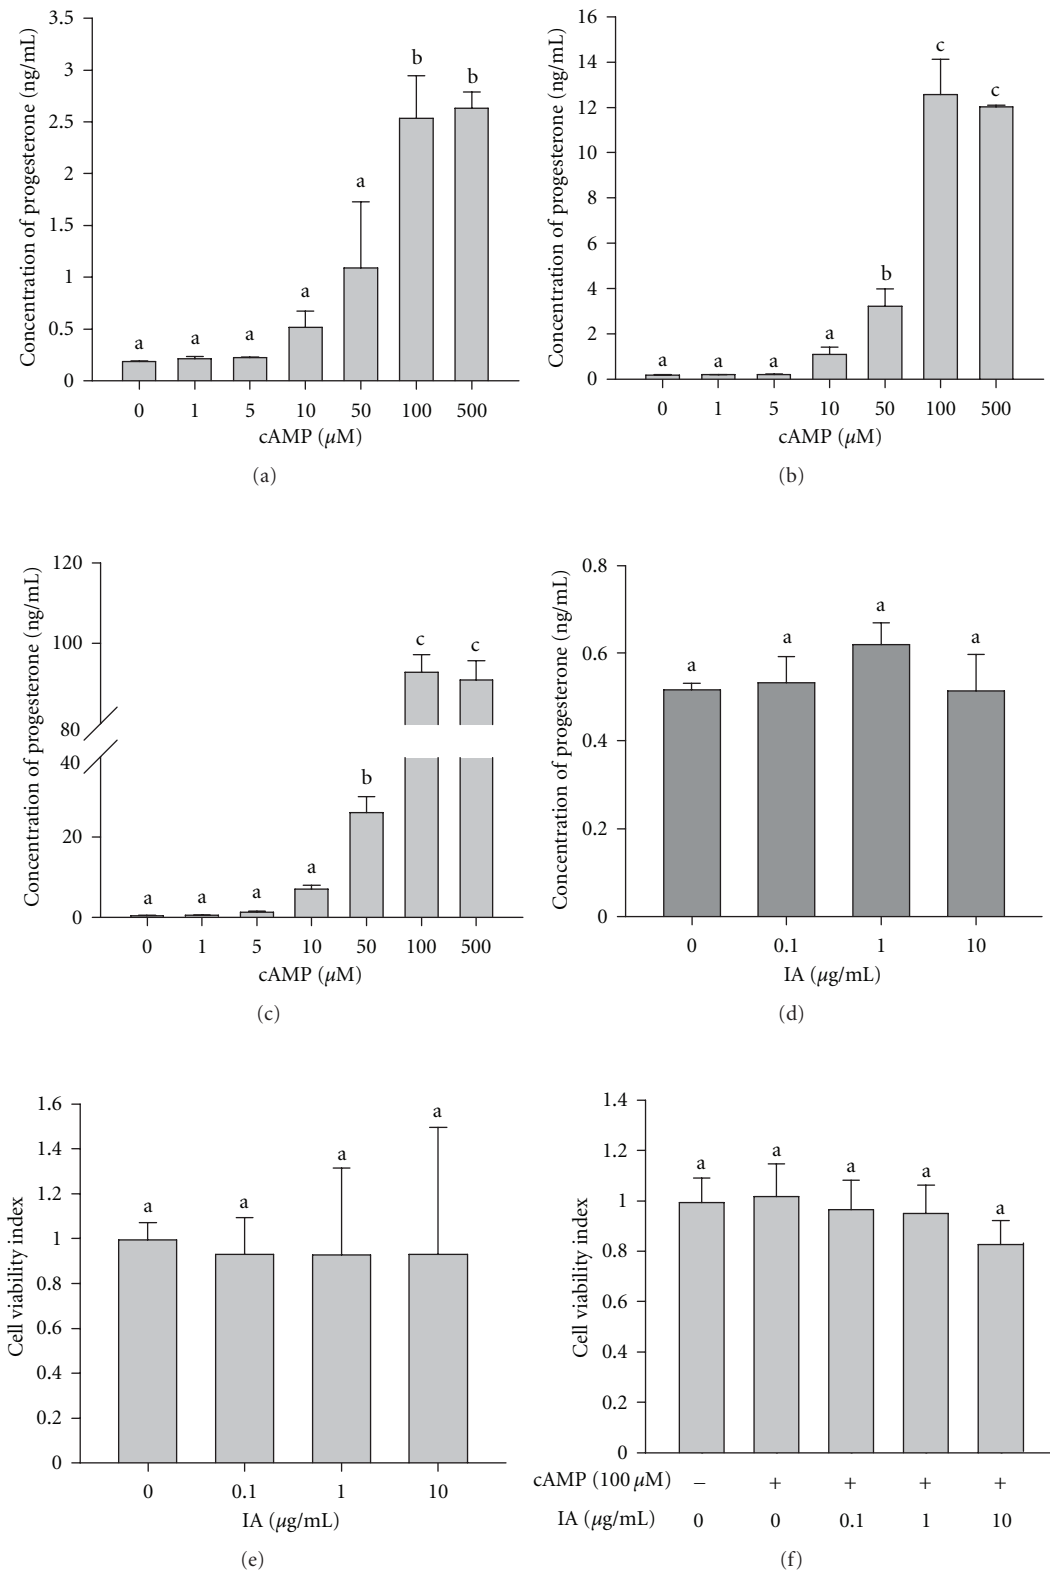 Concentration of progesterone (ng/mL)
3.5
3
2.5
2
1.5
1
0.5
0
a a a a a b b
0 1 5 10 50 100 500
cAMP (μM)
(a)
Concentration of progesterone (ng/mL)
16
14
12
10
8
6
4
2
0
a a a a b c c
0 1 5 10 50 100 500
cAMP (μM)
(b)
Concentration of progesterone (ng/mL)
120
100
80
40
20
0
a a a a b c c
0 1 5 10 50 100 500
cAMP (μM)
(c)
Concentration of progesterone (ng/mL)
0.8
0.6
0.4
0.2
0
a a a a
0 0.1 1 10
IA (μg/mL)
(d)
Cell viability index
1.6
1.4
1.2
1
0.8
0.6
0.4
0.2
0
a a a a
0 0.1 1 10
IA (μg/mL)
(e)
Cell viability index
1.4
1.2
1
0.8
0.6
0.4
0.2
0
a a a a a
cAMP (100 μM) − + + + +
IA (μg/mL) 0 0 0.1 1 10
(f)